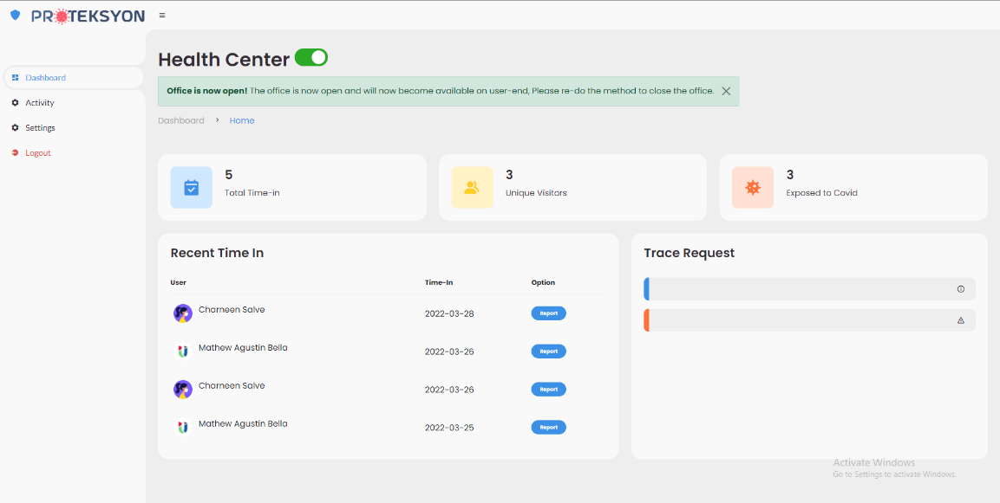 PROTEKSYON
Dashboard
Activity
Settings
Logout
Health Center
Office is now open! The office is now open and will now become available on user-end, Please re-do the method to close the office.
Dashboard > Home
5
Total Time-in
3
Unique Visitors
3
Exposed to Covid
Recent Time In
User Time-In Option
Charneen Salve 2022-03-28 Report
Mathew Agustin Bella 2022-03-26 Report
Charneen Salve 2022-03-26 Report
Mathew Agustin Bella 2022-03-25 Report
Trace Request
Activate Windows
Go to Settings to activate Windows.